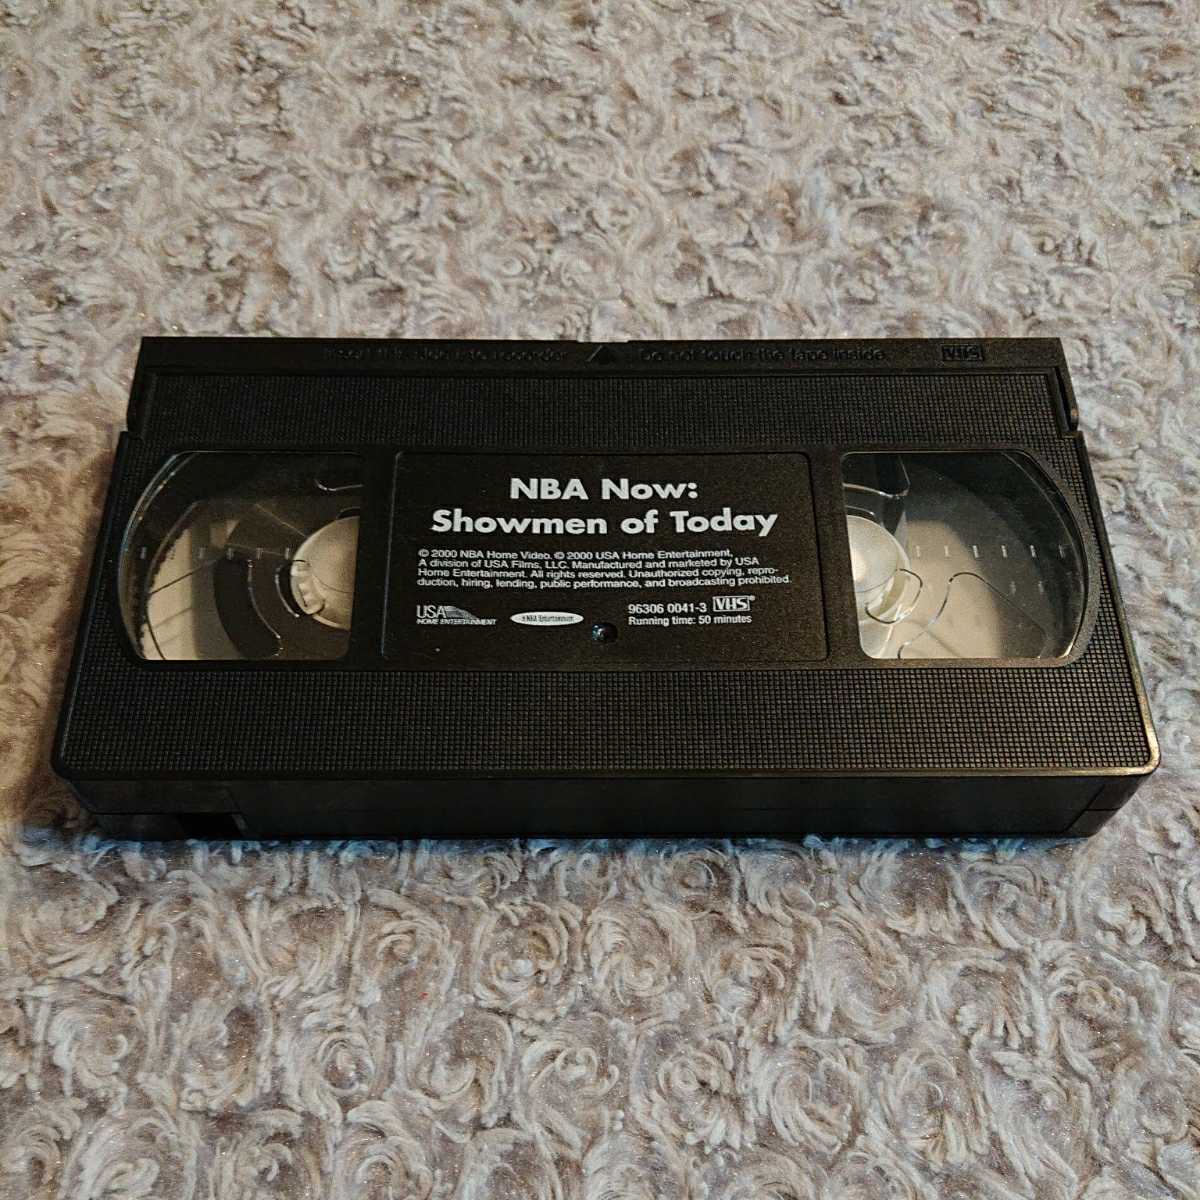 Insert this side into recorder △ Do not touch the tape inside VHS
NBA Now:
Showmen of Today
© 2000 NBA Home Video. © 2000 USA Home Entertainment,
A division of USA Films, LLC. Manufactured and marketed by USA
Home Entertainment. All rights reserved. Unauthorized copying, repro-
duction, hiring, lending, public performance, and broadcasting prohibited.
USA
HOME ENTERTAINMENT
NBA Entertainment
96306 0041-3 VHS®
Running time: 50 minutes